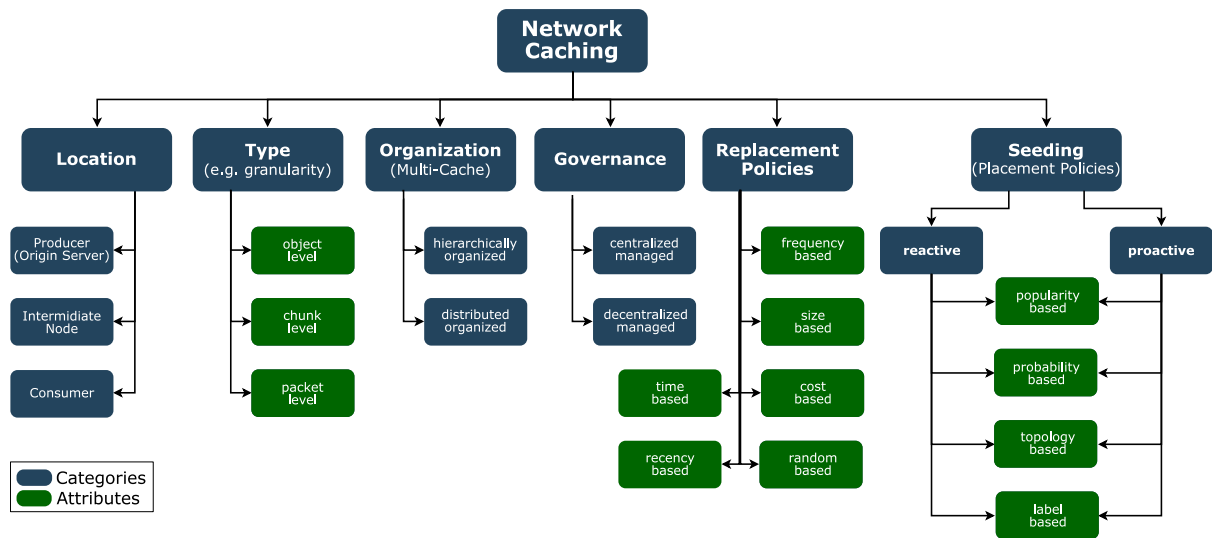 Network
Caching
Location
Type
(e.g. granularity)
Organization
(Multi-Cache)
Governance
Replacement
Policies
Seeding
(Placement Policies)
Producer
(Origin Server)
Intermidiate
Node
Consumer
object
level
chunk
level
packet
level
hierarchically
organized
distributed
organized
centralized
managed
decentralized
managed
frequency
based
size
based
time
based
cost
based
recency
based
random
based
reactive
proactive
popularity
based
probability
based
topology
based
label
based
Categories
Attributes